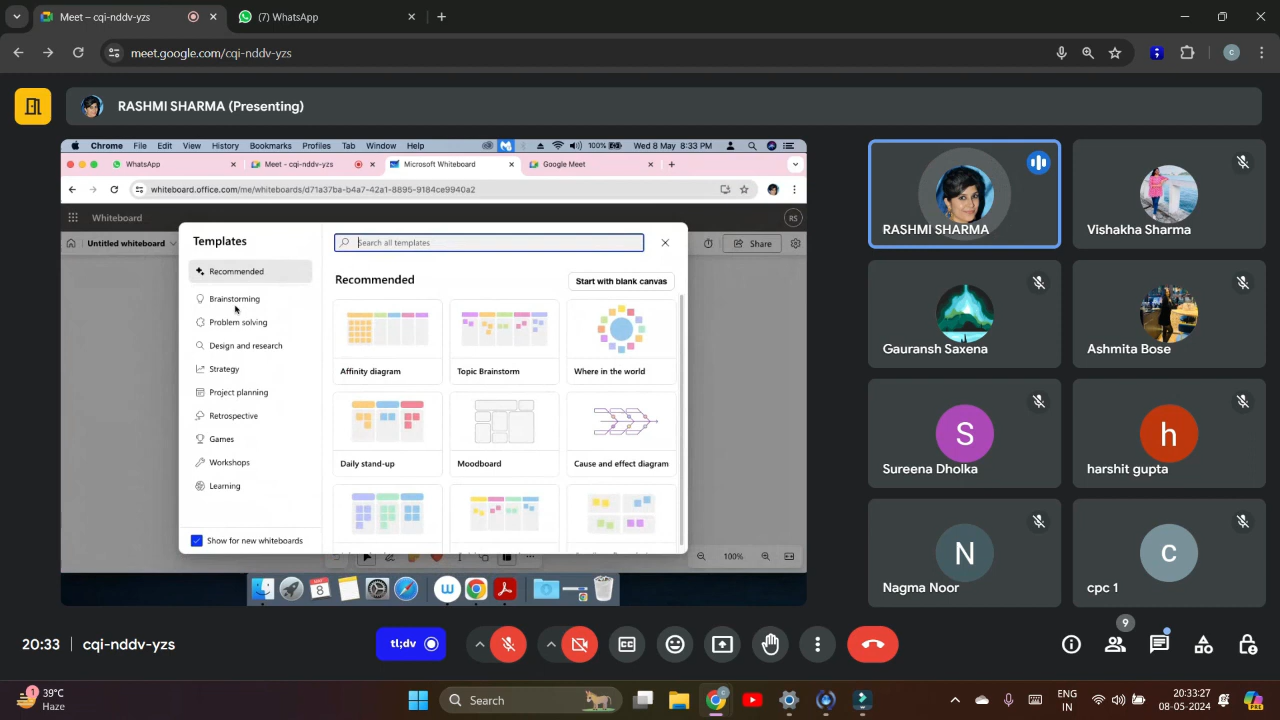 Meet – cqi-nddv-yzs
(7) WhatsApp
meet.google.com/cqi-nddv-yzs
RASHMI SHARMA (Presenting)
Chrome File Edit View History Bookmarks Profiles Tab Window Help
100%
Wed 8 May 8:33 PM
WhatsApp
Meet - cqi-nddv-yzs
Microsoft Whiteboard
Google Meet
whiteboard.office.com/me/whiteboards/d71a37ba-b4a7-42a1-8895-9184ce9940a2
Whiteboard
RS
Untitled whiteboard
Share
Templates
Search all templates
Recommended
Brainstorming
Problem solving
Design and research
Strategy
Project planning
Retrospective
Games
Workshops
Learning
Show for new whiteboards
Recommended
Start with blank canvas
Affinity diagram
Topic Brainstorm
Where in the world
Daily stand-up
Moodboard
Cause and effect diagram
100%
RASHMI SHARMA
Vishakha Sharma
Gauransh Saxena
Ashmita Bose
S
Sureena Dholka
h
harshit gupta
N
Nagma Noor
c
cpc 1
20:33
cqi-nddv-yzs
tl;dv
9
39°C
Haze
1
Search
ENG
IN
20:33:27
08-05-2024